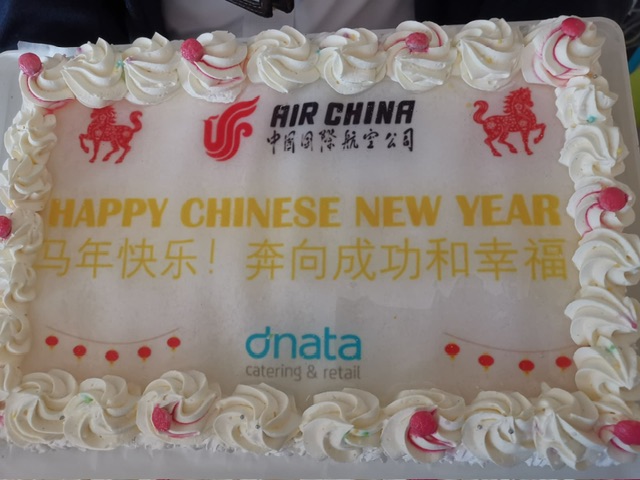 AIR CHINA
中国国際航空公司
HAPPY CHINESE NEW YEAR
马年快乐！奔向成功和幸福
dnata
catering & retail